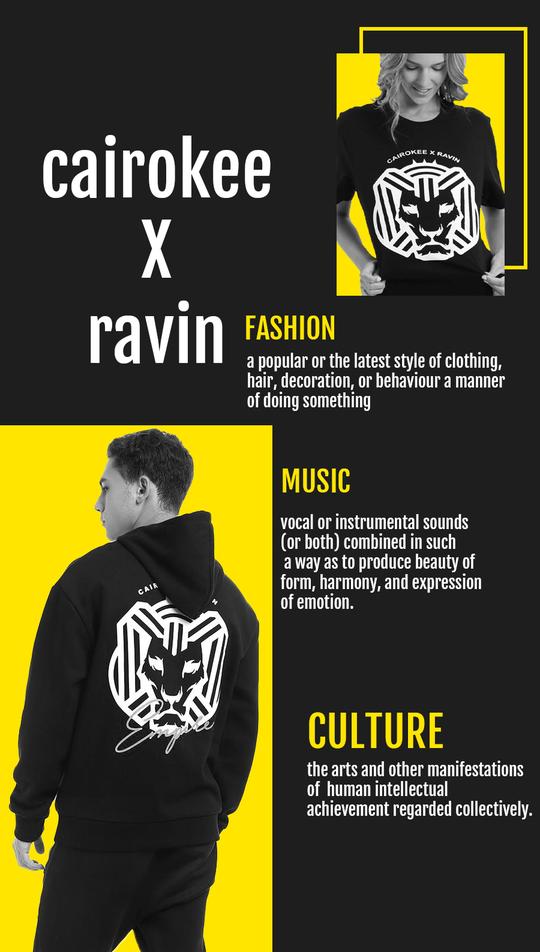 cairokee
X
ravin
CAIROKEE X RAVIN
FASHION
a popular or the latest style of clothing,
hair, decoration, or behaviour a manner
of doing something
MUSIC
vocal or instrumental sounds
(or both) combined in such
a way as to produce beauty of
form, harmony, and expression
of emotion.
Empire
CULTURE
the arts and other manifestations
of human intellectual
achievement regarded collectively.